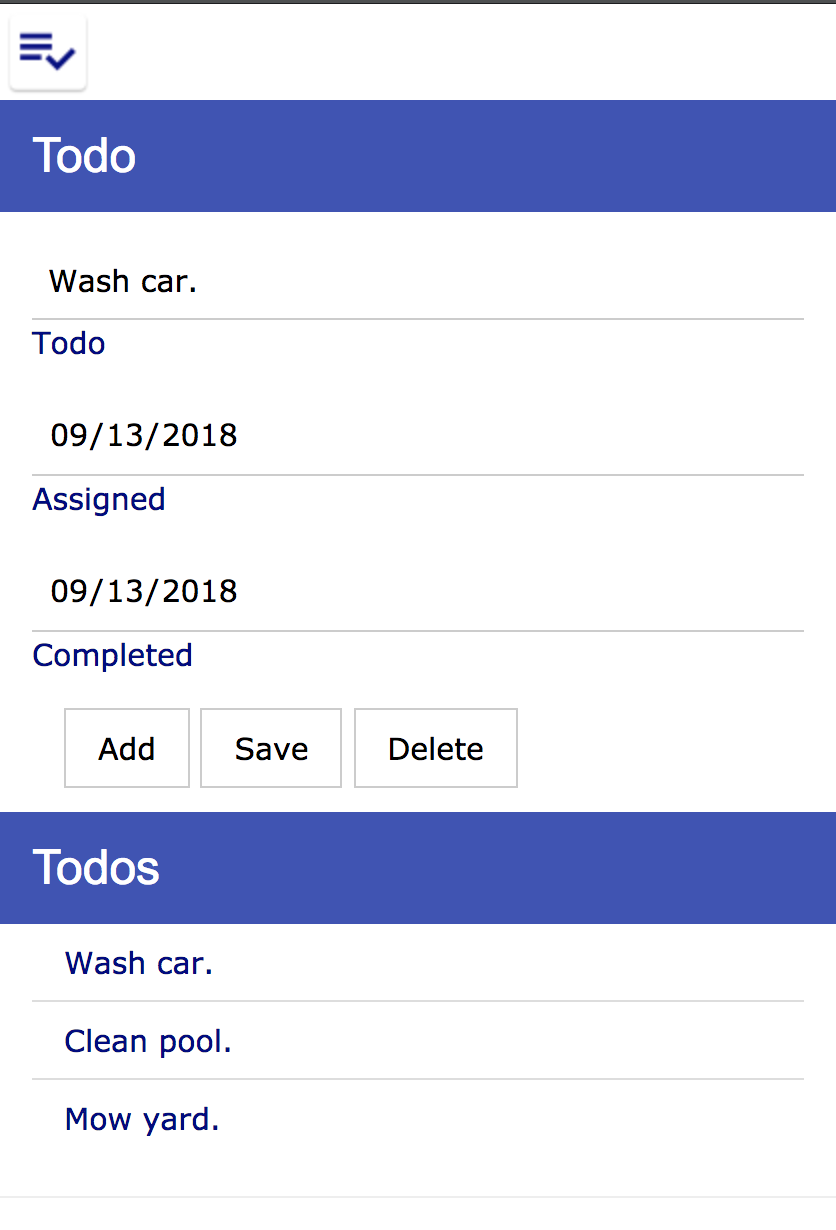 Todo
Wash car.
Todo
09/13/2018
Assigned
09/13/2018
Completed
Add Save Delete
Todos
Wash car.
Clean pool.
Mow yard.